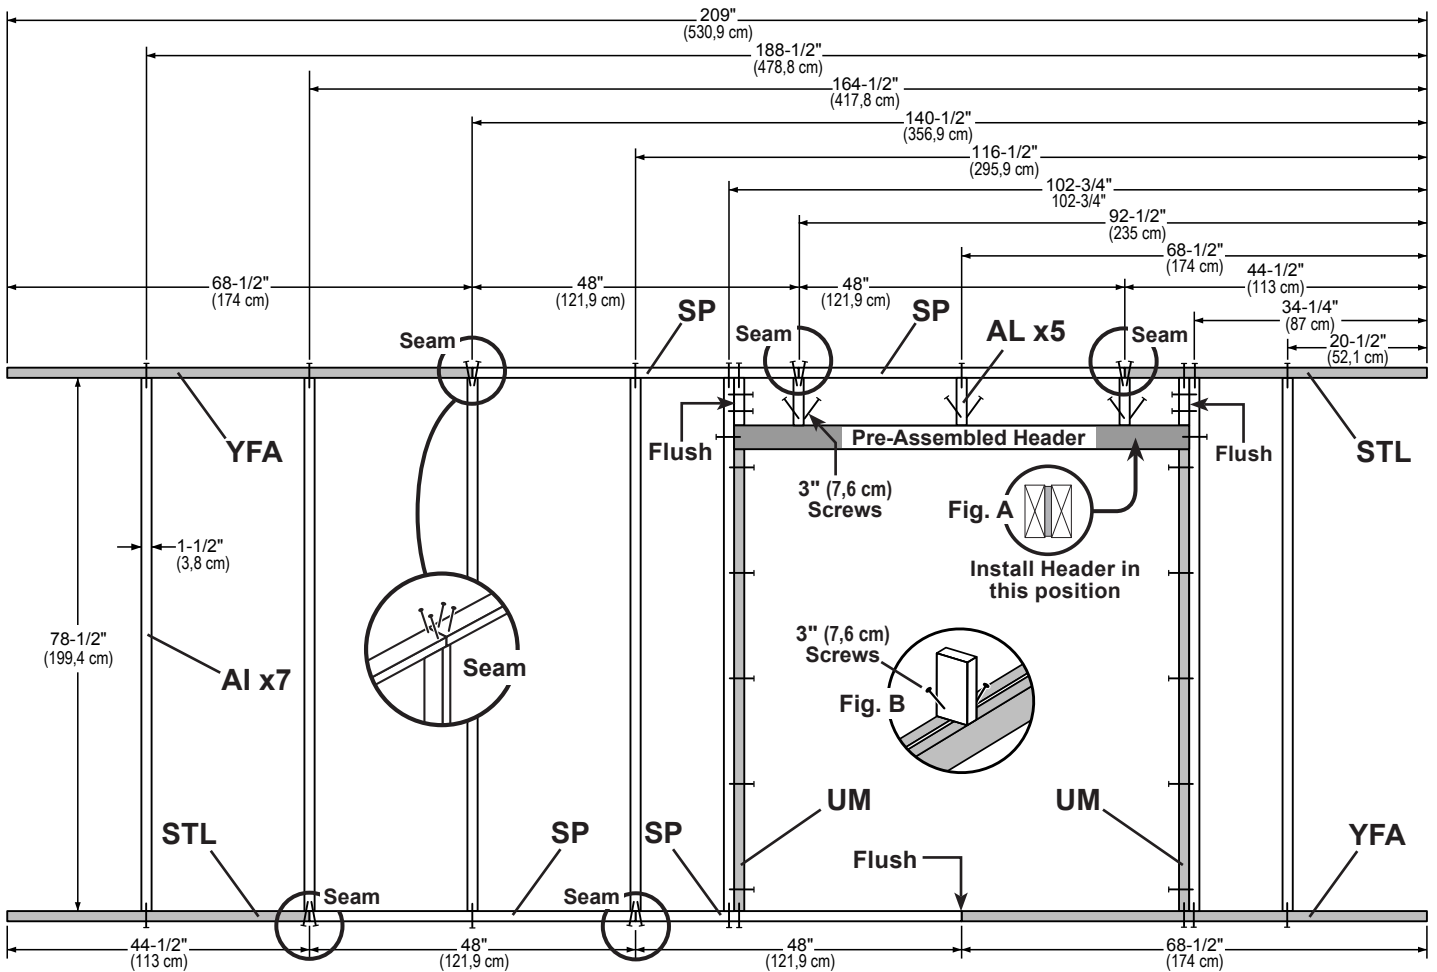 209"
(530,9 cm)
188-1/2"
(478,8 cm)
164-1/2"
(417,8 cm)
140-1/2"
(356,9 cm)
116-1/2"
(295,9 cm)
102-3/4"
102-3/4"
92-1/2"
(235 cm)
68-1/2"
(174 cm)
68-1/2"
(174 cm)
48"
(121,9 cm)
48"
(121,9 cm)
44-1/2"
(113 cm)
34-1/4"
(87 cm)
20-1/2"
(52,1 cm)
SP
SP
AL x5
Seam
Seam
Seam
YFA
Flush
Pre-Assembled Header
Flush
STL
3" (7,6 cm)
Screws
Fig. A
Install Header in
this position
1-1/2"
(3,8 cm)
78-1/2"
(199,4 cm)
AI x7
Seam
3" (7,6 cm)
Screws
Fig. B
UM
UM
STL
SP
SP
Flush
YFA
Seam
Seam
44-1/2"
(113 cm)
48"
(121,9 cm)
48"
(121,9 cm)
68-1/2"
(174 cm)